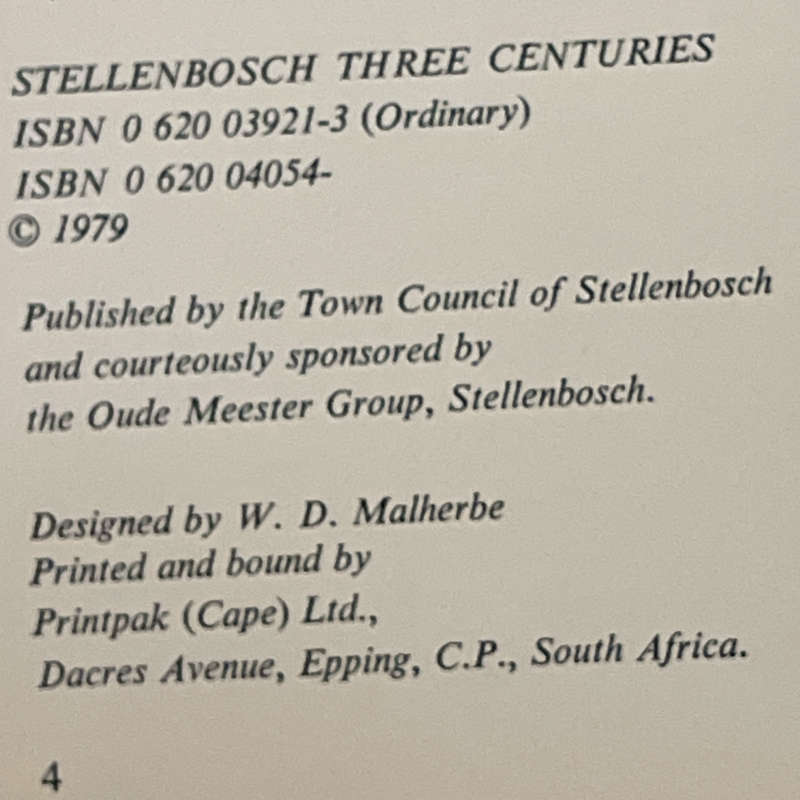 STELLENBOSCH THREE CENTURIES
ISBN 0 620 03921-3 (Ordinary)
ISBN 0 620 04054-
© 1979
Published by the Town Council of Stellenbosch
and courteously sponsored by
the Oude Meester Group, Stellenbosch.
Designed by W. D. Malherbe
Printed and bound by
Printpak (Cape) Ltd.,
Dacres Avenue, Epping, C.P., South Africa.
4